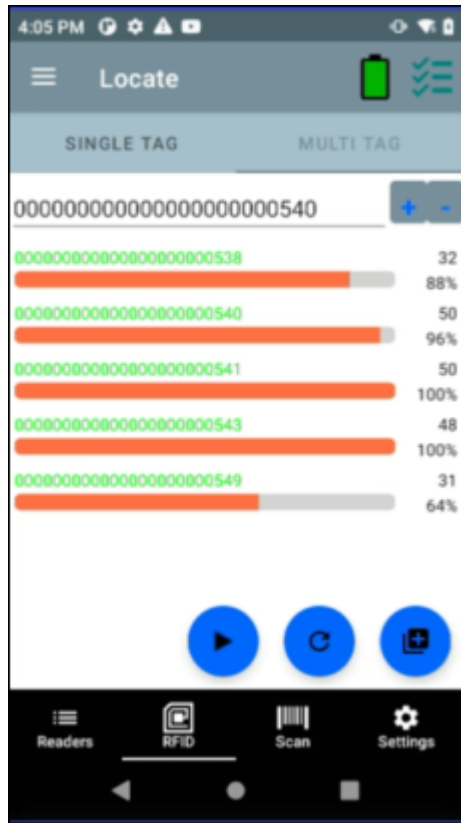 4:05 PM
Locate
SINGLE TAG MULTI TAG
000000000000000000000540 + -
000000000000000000000538 32
88%
000000000000000000000540 50
96%
000000000000000000000541 50
100%
000000000000000000000543 48
100%
000000000000000000000549 31
64%
Readers RFID Scan Settings